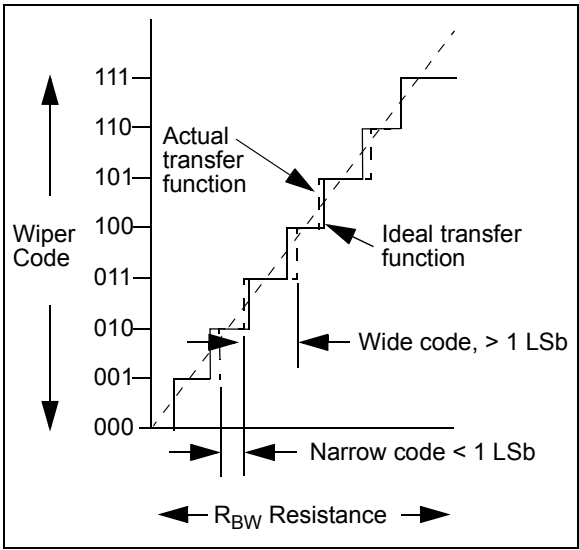 111
110
Actual
transfer
function
101
100
Wiper
Code
Ideal transfer
function
011
010
Wide code, > 1 LSb
001
000
Narrow code < 1 LSb
RBW Resistance